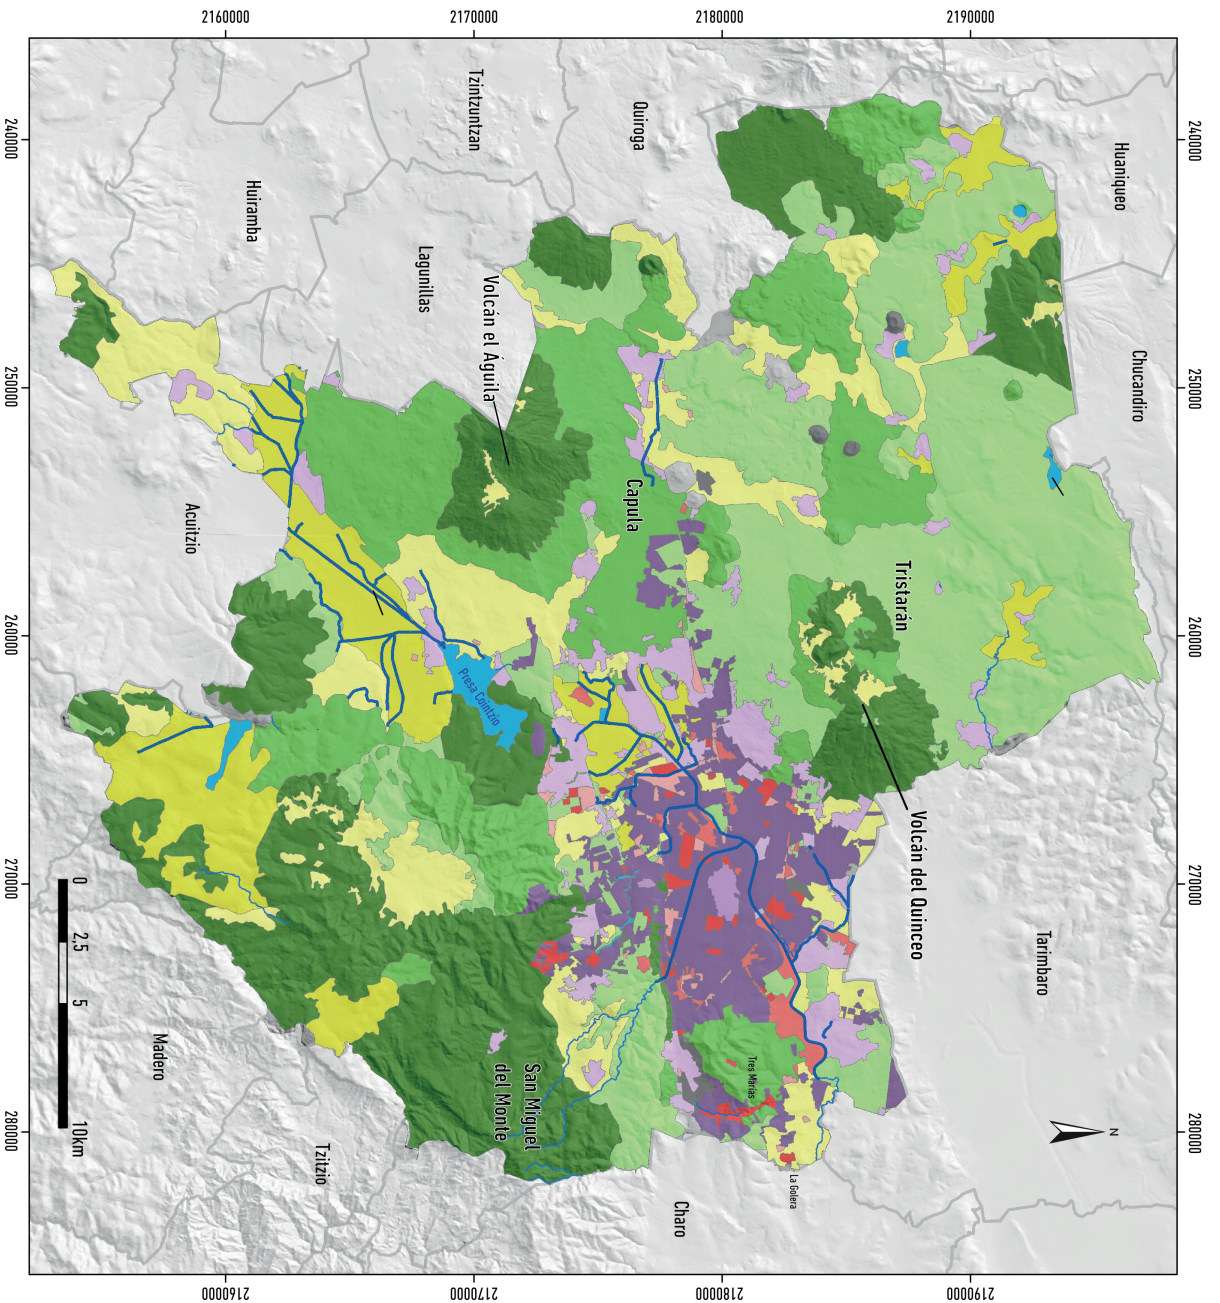 2160000
2170000
2180000
2190000
240000
250000
260000
270000
280000
240000
250000
260000
270000
280000
2160000
2170000
2180000
2190000
Huaniqueo
Chucandiro
Quiroga
Tzintzuntzan
Huiramba
Lagunillas
Volcán el Águila
Capula
Tristarán
Acuitzio
Presa Cointzio
Volcán del Quinceo
Tarimbaro
Tres Marías
La Golera
San Miguel
del Monte
Charo
Tzitzio
Madero
0
2,5
5
10km
N